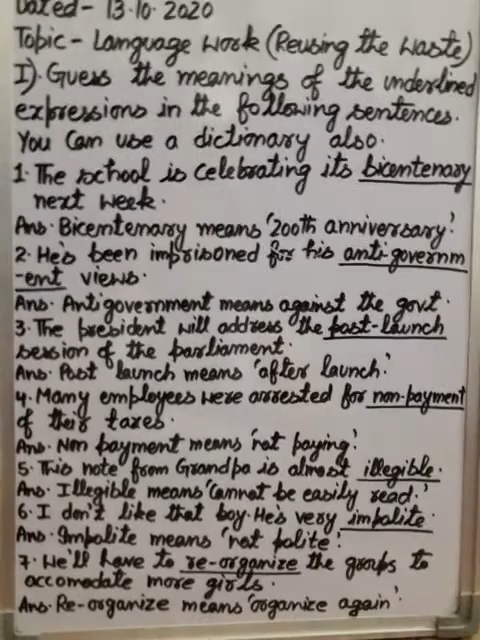 Dated- 13.10.2020
Topic- Language work (Reusing the waste)
I). Guess the meanings of the underlined
expressions in the following sentences.
You Can use a dictionary also.
1. The school is celebrating its bicentenary
next week.
Ans. Bicentenary means '200th anniversary'.
2. He's been imprisoned for his anti-governm
-ent views.
Ans. Antigovernment means against the govt.
3. The president will address the post-launch
session of the parliament.
Ans. Post launch means 'after launch.'
4. Many employees were arrested for non-payment
of their taxes.
Ans. Non payment means 'not paying'.
5. This note from Grandpa is almost illegible.
Ans. Illegible means 'Cannot be easily read.'
6. I don't like that boy. He's very impolite.
Ans. Impolite means 'not polite'.
7. We'll have to re-organize the groups to
accomodate more girls.
Ans. Re-organize means 'organize again'.